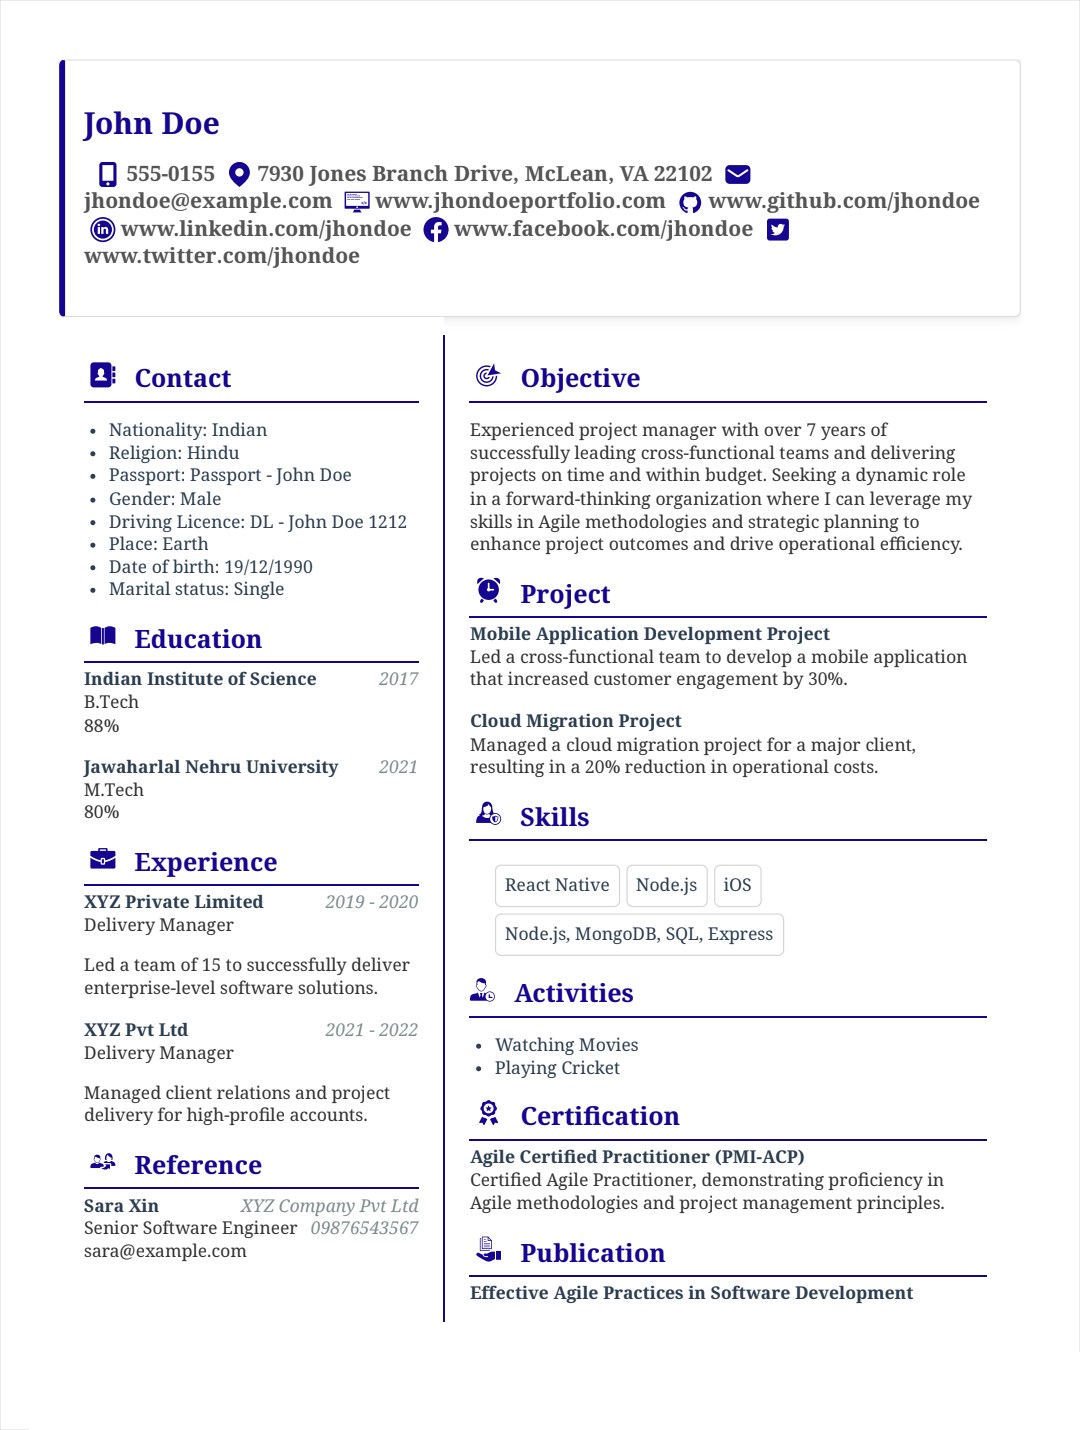 John Doe
555-0155 7930 Jones Branch Drive, McLean, VA 22102
jhondoe@example.com www.jhondoeportfolio.com www.github.com/jhondoe
www.linkedin.com/jhondoe www.facebook.com/jhondoe
www.twitter.com/jhondoe
Contact
• Nationality: Indian
• Religion: Hindu
• Passport: Passport - John Doe
• Gender: Male
• Driving Licence: DL - John Doe 1212
• Place: Earth
• Date of birth: 19/12/1990
• Marital status: Single
Education
Indian Institute of Science 2017
B.Tech
88%
Jawaharlal Nehru University 2021
M.Tech
80%
Experience
XYZ Private Limited 2019 - 2020
Delivery Manager
Led a team of 15 to successfully deliver
enterprise-level software solutions.
XYZ Pvt Ltd 2021 - 2022
Delivery Manager
Managed client relations and project
delivery for high-profile accounts.
Reference
Sara Xin XYZ Company Pvt Ltd
Senior Software Engineer 09876543567
sara@example.com
Objective
Experienced project manager with over 7 years of
successfully leading cross-functional teams and delivering
projects on time and within budget. Seeking a dynamic role
in a forward-thinking organization where I can leverage my
skills in Agile methodologies and strategic planning to
enhance project outcomes and drive operational efficiency.
Project
Mobile Application Development Project
Led a cross-functional team to develop a mobile application
that increased customer engagement by 30%.
Cloud Migration Project
Managed a cloud migration project for a major client,
resulting in a 20% reduction in operational costs.
Skills
React Native Node.js iOS
Node.js, MongoDB, SQL, Express
Activities
• Watching Movies
• Playing Cricket
Certification
Agile Certified Practitioner (PMI-ACP)
Certified Agile Practitioner, demonstrating proficiency in
Agile methodologies and project management principles.
Publication
Effective Agile Practices in Software Development